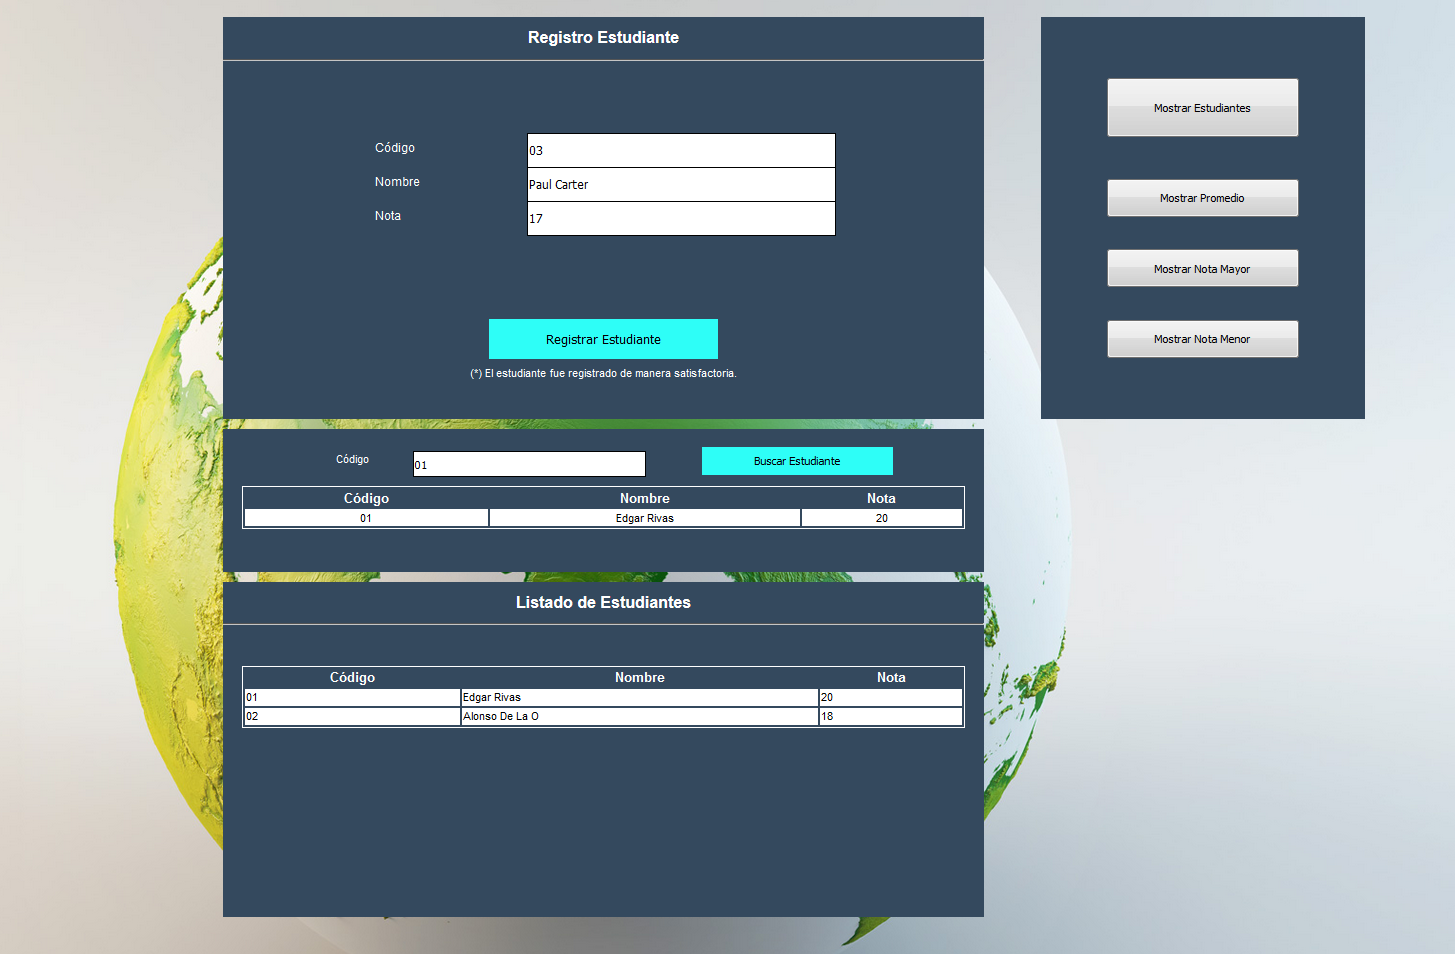 Registro Estudiante
Código 03
Nombre Paul Carter
Nota 17
Registrar Estudiante
(*) El estudiante fue registrado de manera satisfactoria.
Mostrar Estudiantes
Mostrar Promedio
Mostrar Nota Mayor
Mostrar Nota Menor
Código 01 Buscar Estudiante
Código Nombre Nota
01 Edgar Rivas 20
Listado de Estudiantes
Código Nombre Nota
01 Edgar Rivas 20
02 Alonso De La O 18